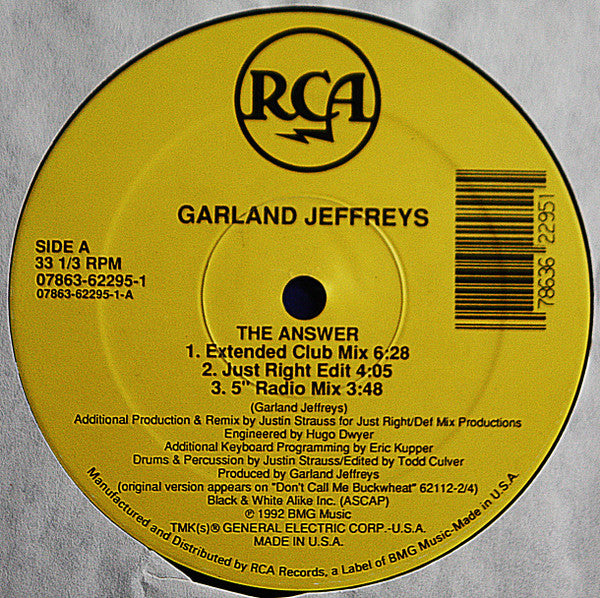 RCA
GARLAND JEFFREYS
SIDE A
33 1/3 RPM
07863-62295-1
07863-62295-1-A
78636 22951
THE ANSWER
1. Extended Club Mix 6:28
2. Just Right Edit 4:05
3. 5" Radio Mix 3:48
(Garland Jeffreys)
Additional Production & Remix by Justin Strauss for Just Right/Def Mix Productions
Engineered by Hugo Dwyer
Additional Keyboard Programming by Eric Kupper
Drums & Percussion by Justin Strauss/Edited by Todd Culver
Produced by Garland Jeffreys
(original version appears on "Don't Call Me Buckwheat" 62112-2/4)
Black & White Alike Inc. (ASCAP)
℗ 1992 BMG Music
TMK(s)® GENERAL ELECTRIC CORP.-U.S.A.
MADE IN U.S.A.
Manufactured and Distributed by RCA Records, a Label of BMG Music-Made in U.S.A.